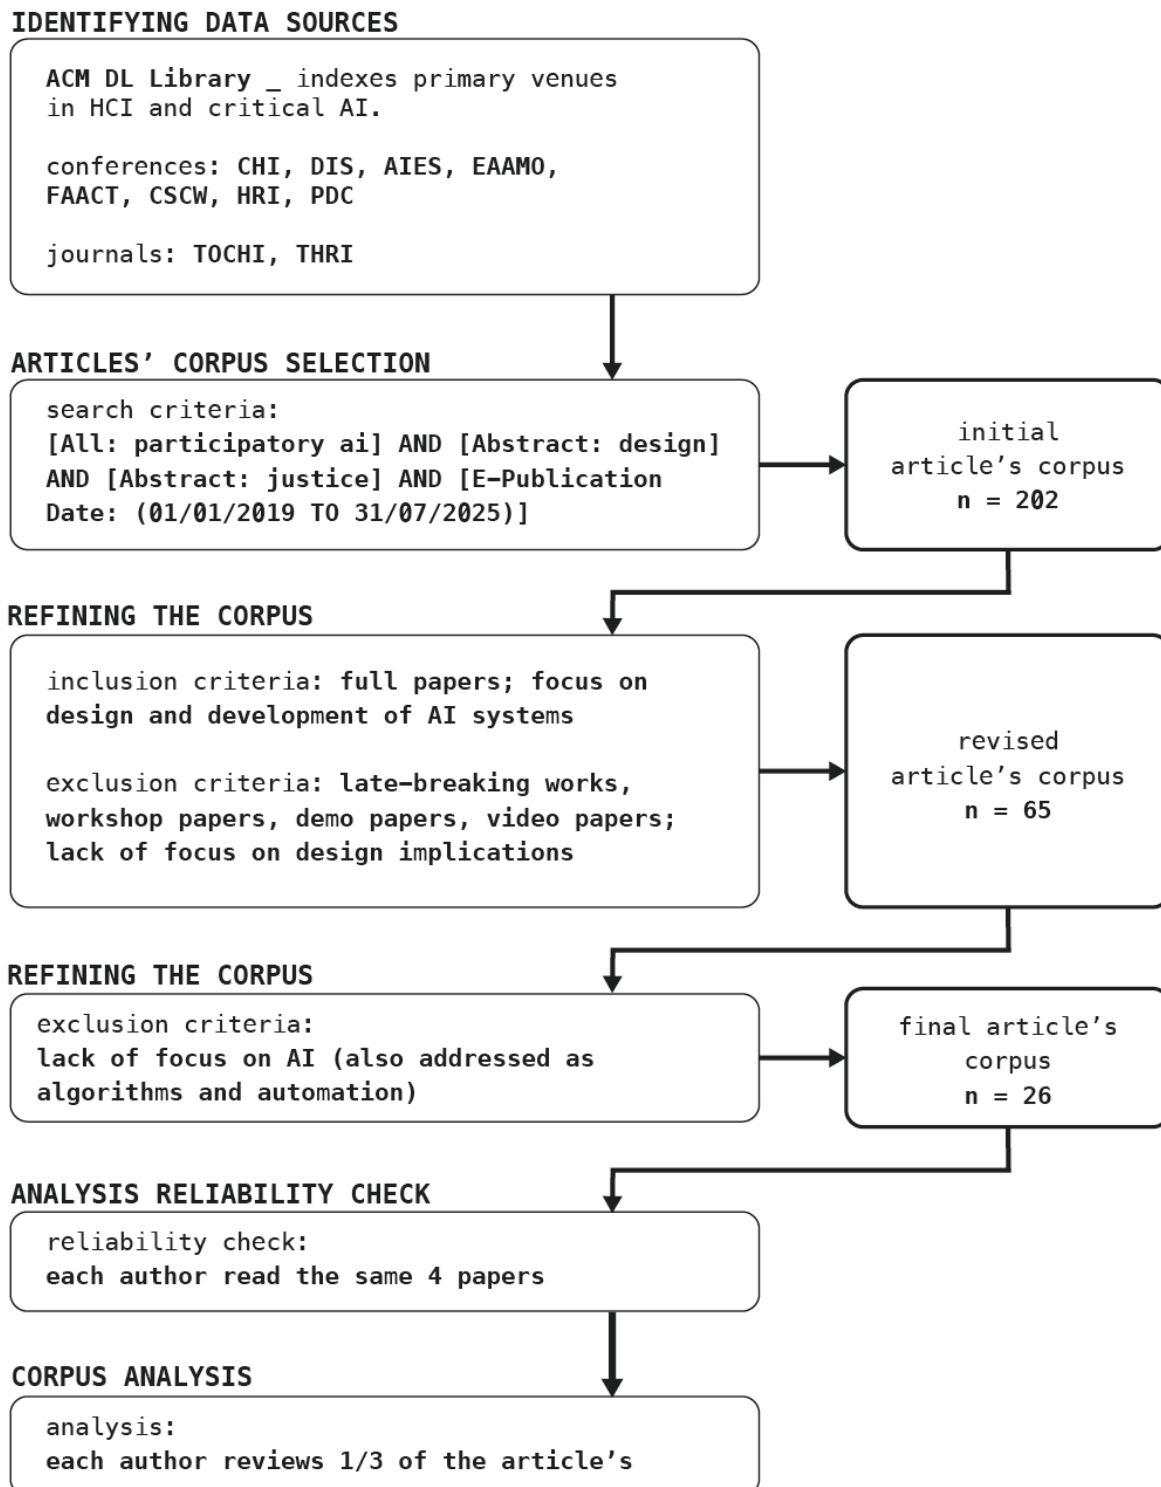 IDENTIFYING DATA SOURCES
ACM DL Library _ indexes primary venues
in HCI and critical AI.
conferences: CHI, DIS, AIES, EAAMO,
FAACT, CSCW, HRI, PDC
journals: TOCHI, THRI
ARTICLES’ CORPUS SELECTION
search criteria:
[All: participatory ai] AND [Abstract: design]
AND [Abstract: justice] AND [E–Publication
Date: (01/01/2019 TO 31/07/2025)]
initial
article’s corpus
n = 202
REFINING THE CORPUS
inclusion criteria: full papers; focus on
design and development of AI systems
exclusion criteria: late–breaking works,
workshop papers, demo papers, video papers;
lack of focus on design implications
revised
article’s corpus
n = 65
REFINING THE CORPUS
exclusion criteria:
lack of focus on AI (also addressed as
algorithms and automation)
final article’s
corpus
n = 26
ANALYSIS RELIABILITY CHECK
reliability check:
each author read the same 4 papers
CORPUS ANALYSIS
analysis:
each author reviews 1/3 of the article’s